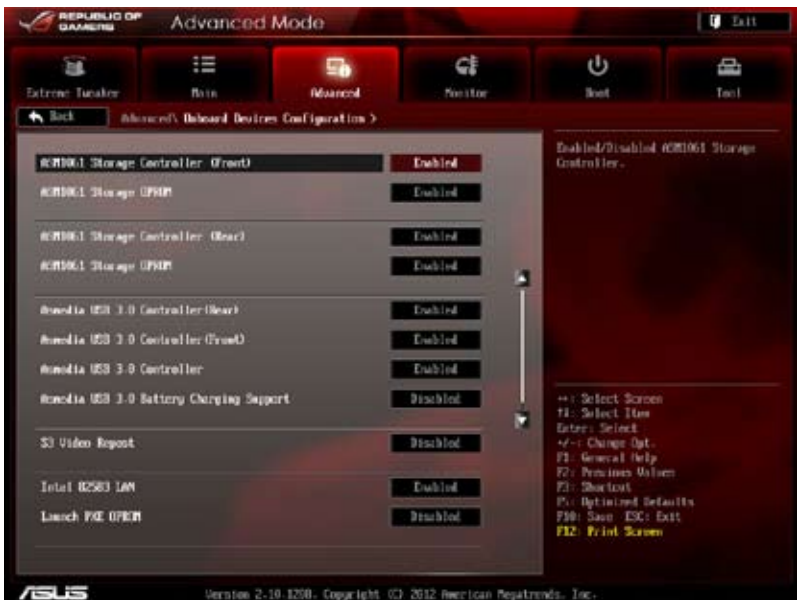 REPUBLIC OF GAMERS
Advanced Mode
Exit
Extreme Tweaker
Main
Advanced
Monitor
Boot
Tool
Back
Advanced\ Onboard Devices Configuration >
ASM1061 Storage Controller (Front)
Enabled
ASM1061 Storage OPROM
Enabled
ASM1061 Storage Controller (Rear)
Enabled
ASM1061 Storage OPROM
Enabled
Asmedia USB 3.0 Controller(Rear)
Enabled
Asmedia USB 3.0 Controller(Front)
Enabled
Asmedia USB 3.0 Controller
Enabled
Asmedia USB 3.0 Battery Charging Support
Disabled
S3 Video Repost
Disabled
Intel 82583 LAN
Enabled
Launch PXE OPROM
Disabled
Enabled/Disabled ASM1061 Storage
Controller.
→←: Select Screen
↑↓: Select Item
Enter: Select
+/-: Change Opt.
F1: General Help
F2: Previous Values
F3: Shortcut
F5: Optimized Defaults
F10: Save ESC: Exit
F12: Print Screen
ASUS
Version 2.10.1208. Copyright (C) 2012 American Megatrends, Inc.